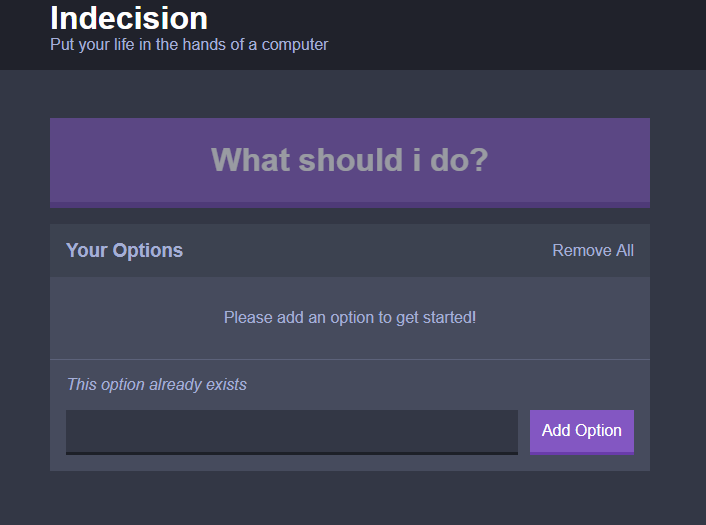 Indecision
Put your life in the hands of a computer
What should i do?
Your Options
Remove All
Please add an option to get started!
This option already exists
Add Option